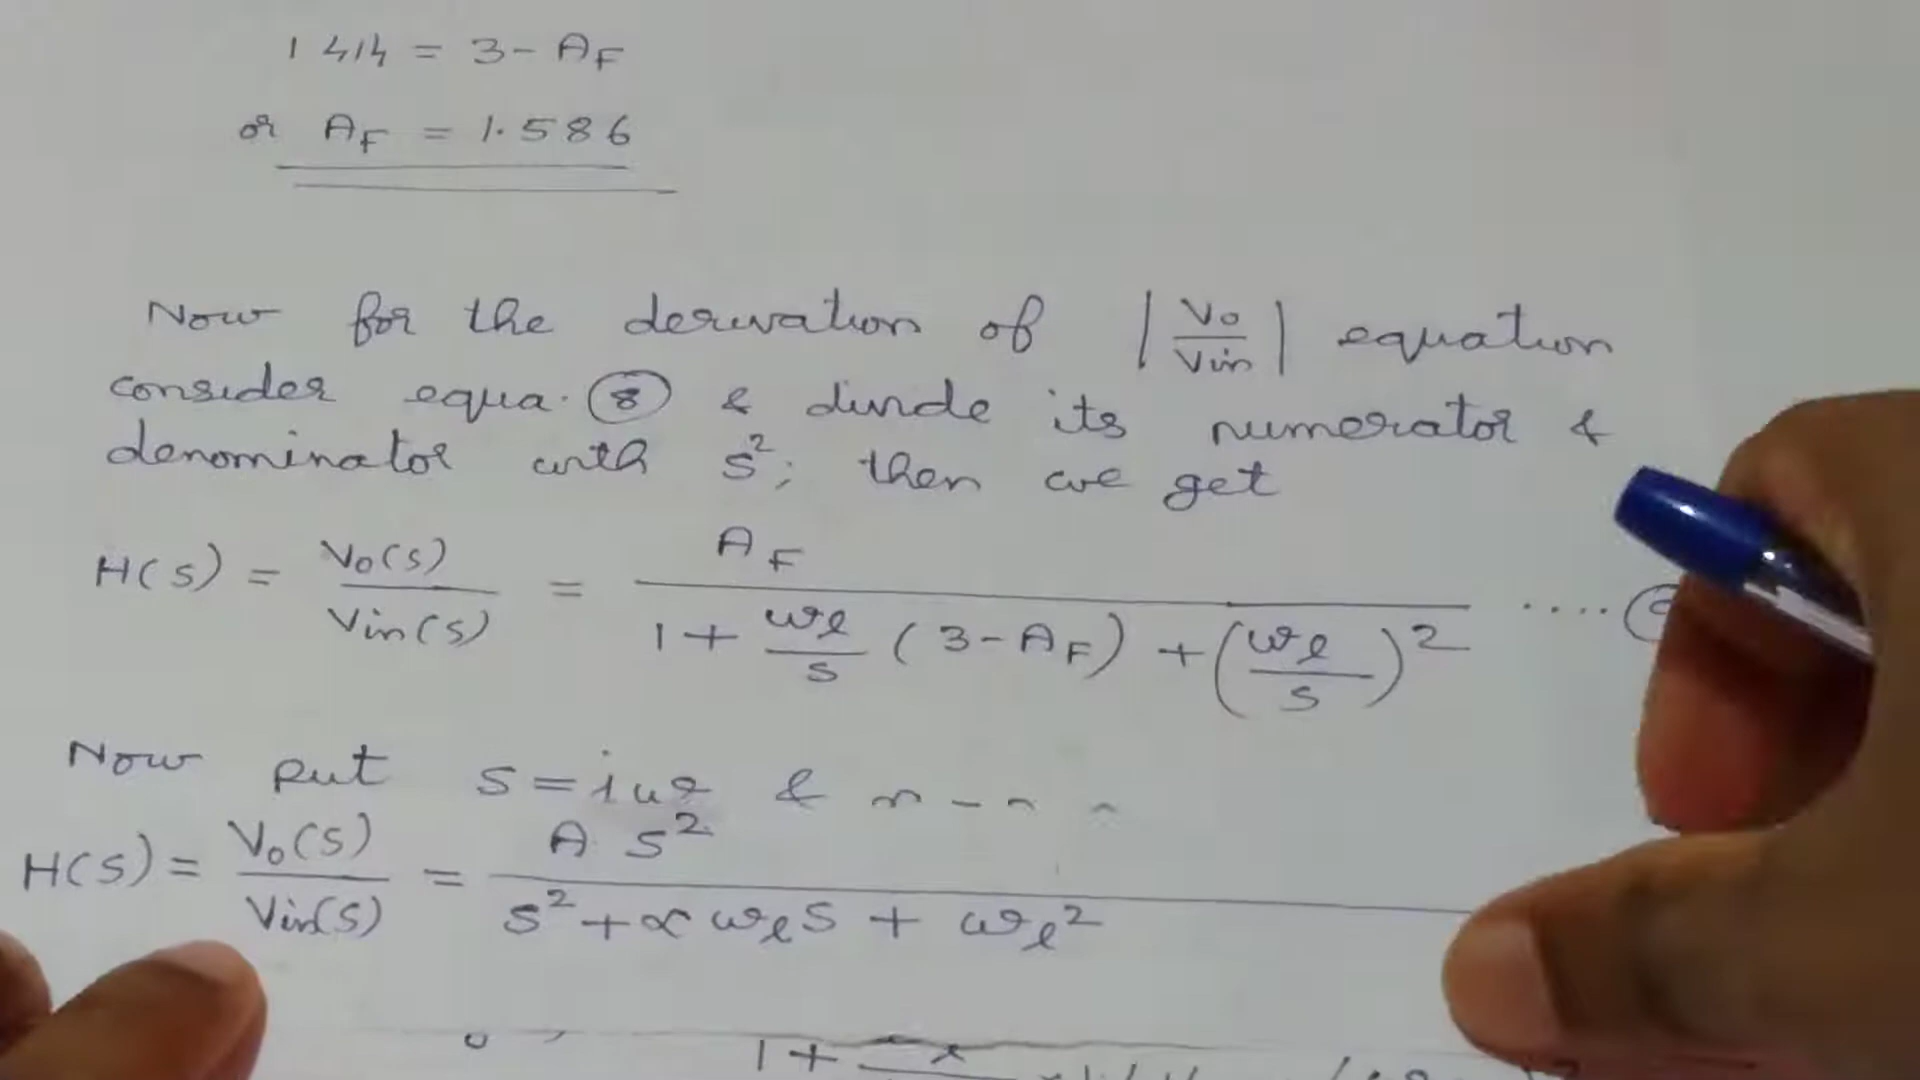 1 414 = 3 - A_F
or A_F = 1.586
Now for the derivation of |Vo/Vin| equation
consider equa. (8) & divide its numerator &
denominator with s²; then we get
H(s) = Vo(s)/Vin(s) = A_F / (1 + ωl/s (3 - A_F) + (ωl/s)²) ....
Now put s = jω &
H(s) = Vo(s)/Vin(s) = A s² / (s² + α ωl s + ωl²)
1 +